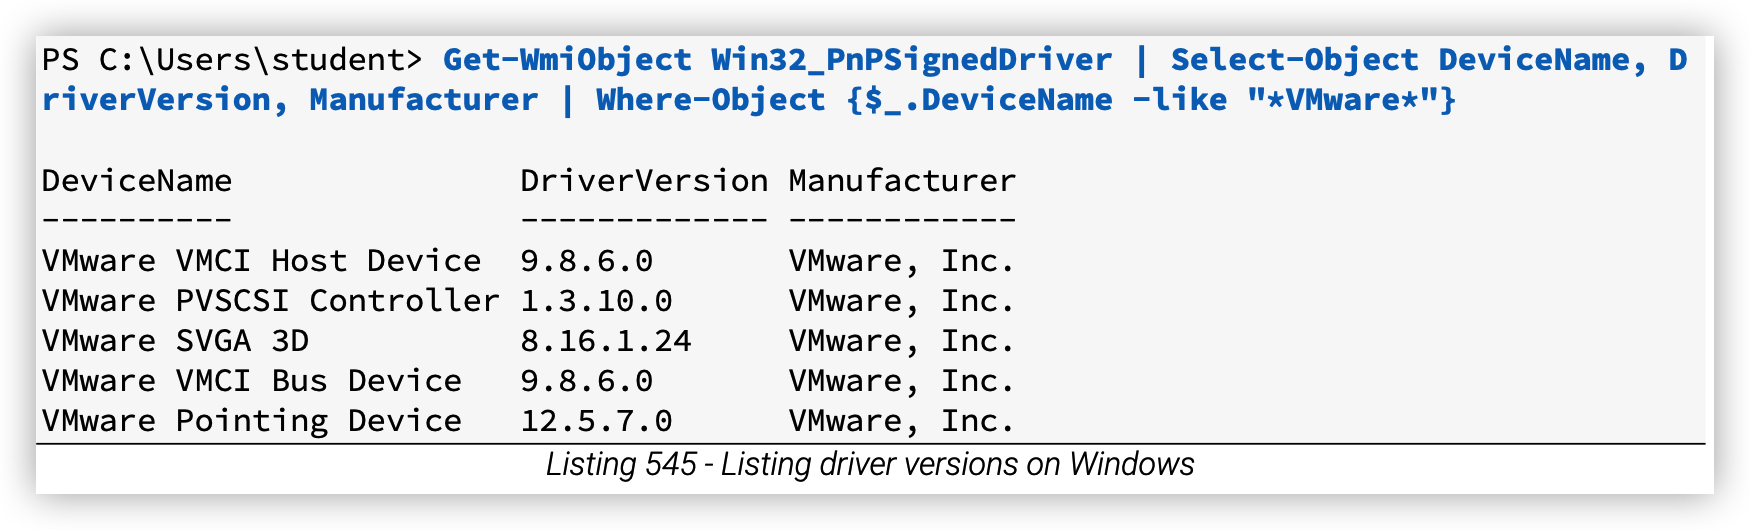 PS C:\Users\student> Get-WmiObject Win32_PnPSignedDriver | Select-Object DeviceName, D
riverVersion, Manufacturer | Where-Object {$_.DeviceName -like "*VMware*"}

DeviceName               DriverVersion Manufacturer
----------               ------------- ------------
VMware VMCI Host Device  9.8.6.0       VMware, Inc.
VMware PVSCSI Controller 1.3.10.0      VMware, Inc.
VMware SVGA 3D           8.16.1.24     VMware, Inc.
VMware VMCI Bus Device   9.8.6.0       VMware, Inc.
VMware Pointing Device   12.5.7.0      VMware, Inc.
Listing 545 - Listing driver versions on Windows